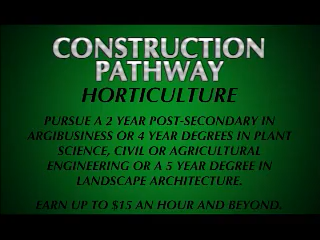 CONSTRUCTION
PATHWAY
HORTICULTURE
PURSUE A 2 YEAR POST-SECONDARY IN
ARGIBUSINESS OR 4 YEAR DEGREES IN PLANT
SCIENCE, CIVIL OR AGRICULTURAL
ENGINEERING OR A 5 YEAR DEGREE IN
LANDSCAPE ARCHITECTURE.
EARN UP TO $15 AN HOUR AND BEYOND.